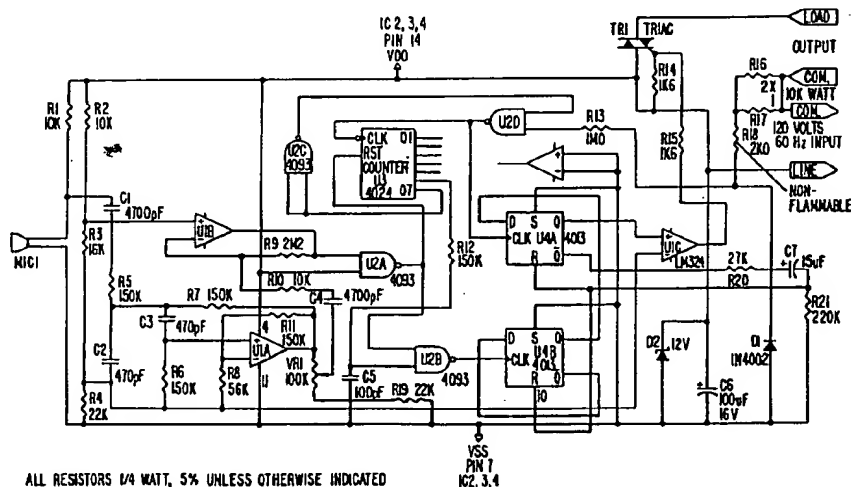 IC 2, 3, 4
PIN 14
VDO
TR1 TRIAC
LOAD
OUTPUT
R1
10K
R2
10K
R14
1K6
R16
2K
COM.
10K WATT
R17
1
COM.
120 VOLTS
60 Hz INPUT
R18
2K0
LINE
NON-
FLAMMABLE
R15
1K6
U2C
4093
CLK Q1
RST
COUNTER
U3
4024 Q7
U2D
R13
1M0
C1
4700pF
MIC1
R3
16K
U1B
R9 2M2
U2A
4093
R12
150K
D S Q
CLK U4A 4013
Q
R
U1C
LM324
27K
R20
C7
15uF
R5
150K
R10 10K
C4
4700pF
R7 150K
C3
470pF
R11
150K
4
U1A
11
VR1
100K
C2
470pF
R6
150K
R8
56K
R4
22K
C5
100pF
R19 22K
U2B
4093
D S Q
CLK U4B
4013
R Q
10
D2
12V
D1
1N4002
R21
220K
C6
100uF
16V
VSS
PIN 7
IC2, 3, 4
ALL RESISTORS 1/4 WATT, 5% UNLESS OTHERWISE INDICATED